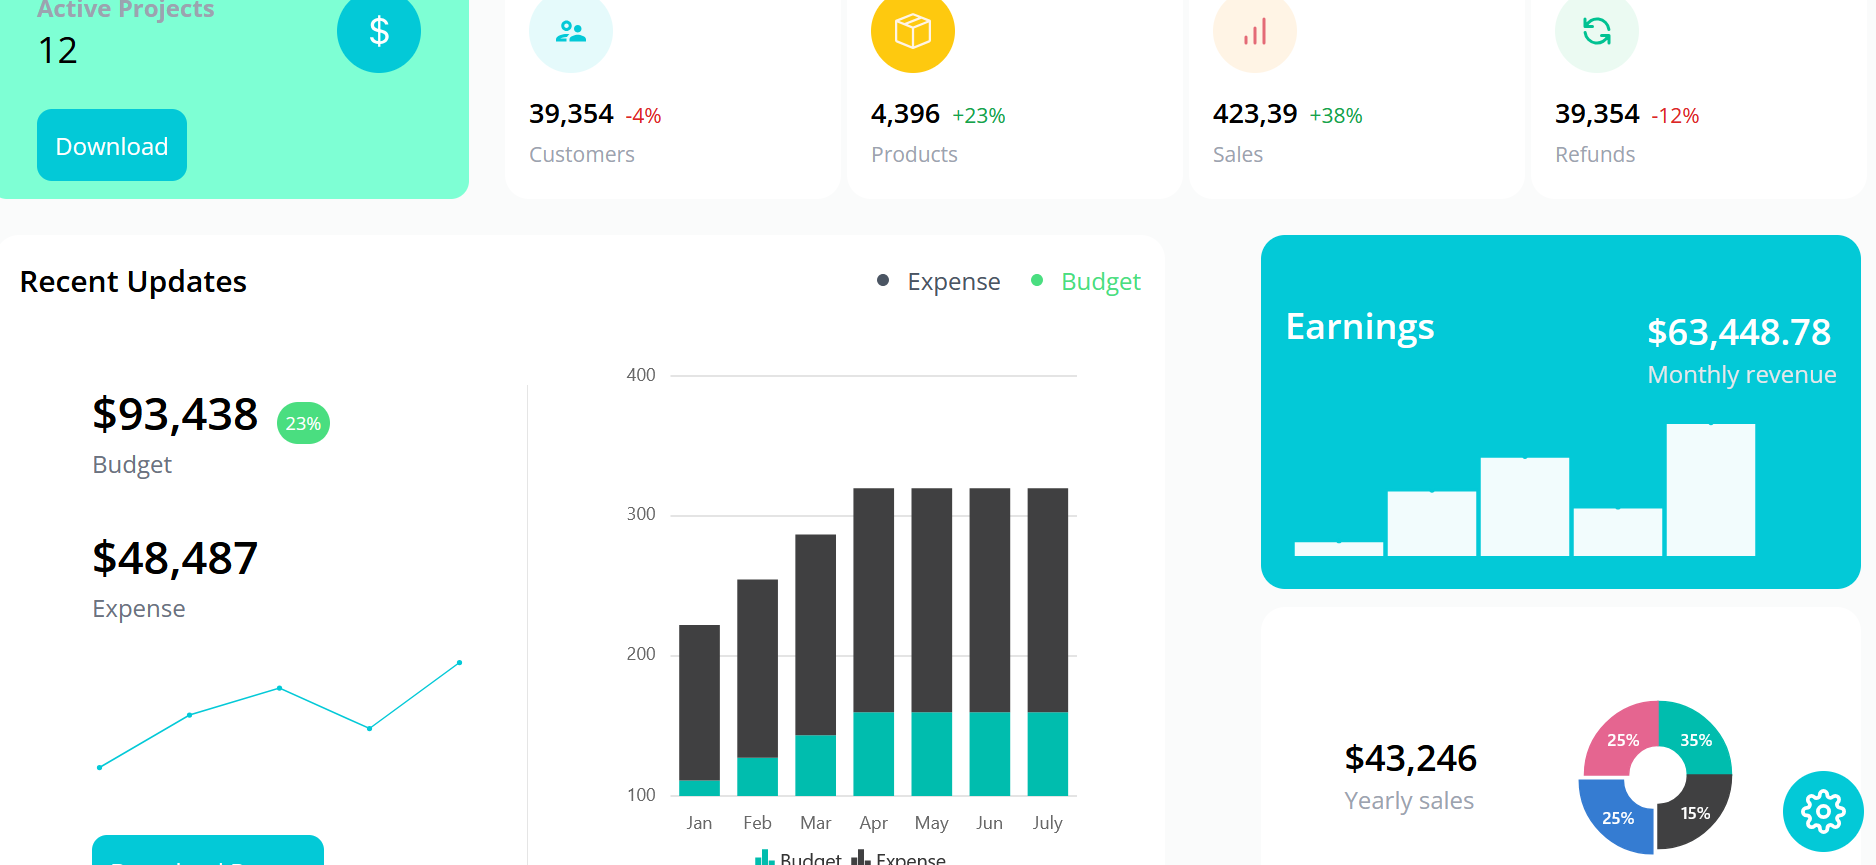 Active Projects
12
$
Download
39,354 -4%
Customers
4,396 +23%
Products
423,39 +38%
Sales
39,354 -12%
Refunds
Recent Updates
Expense
Budget
$93,438 23%
Budget
$48,487
Expense
400
300
200
100
Jan Feb Mar Apr May Jun July
Budget Expense
Earnings
$63,448.78
Monthly revenue
$43,246
Yearly sales
25% 35%
25% 15%